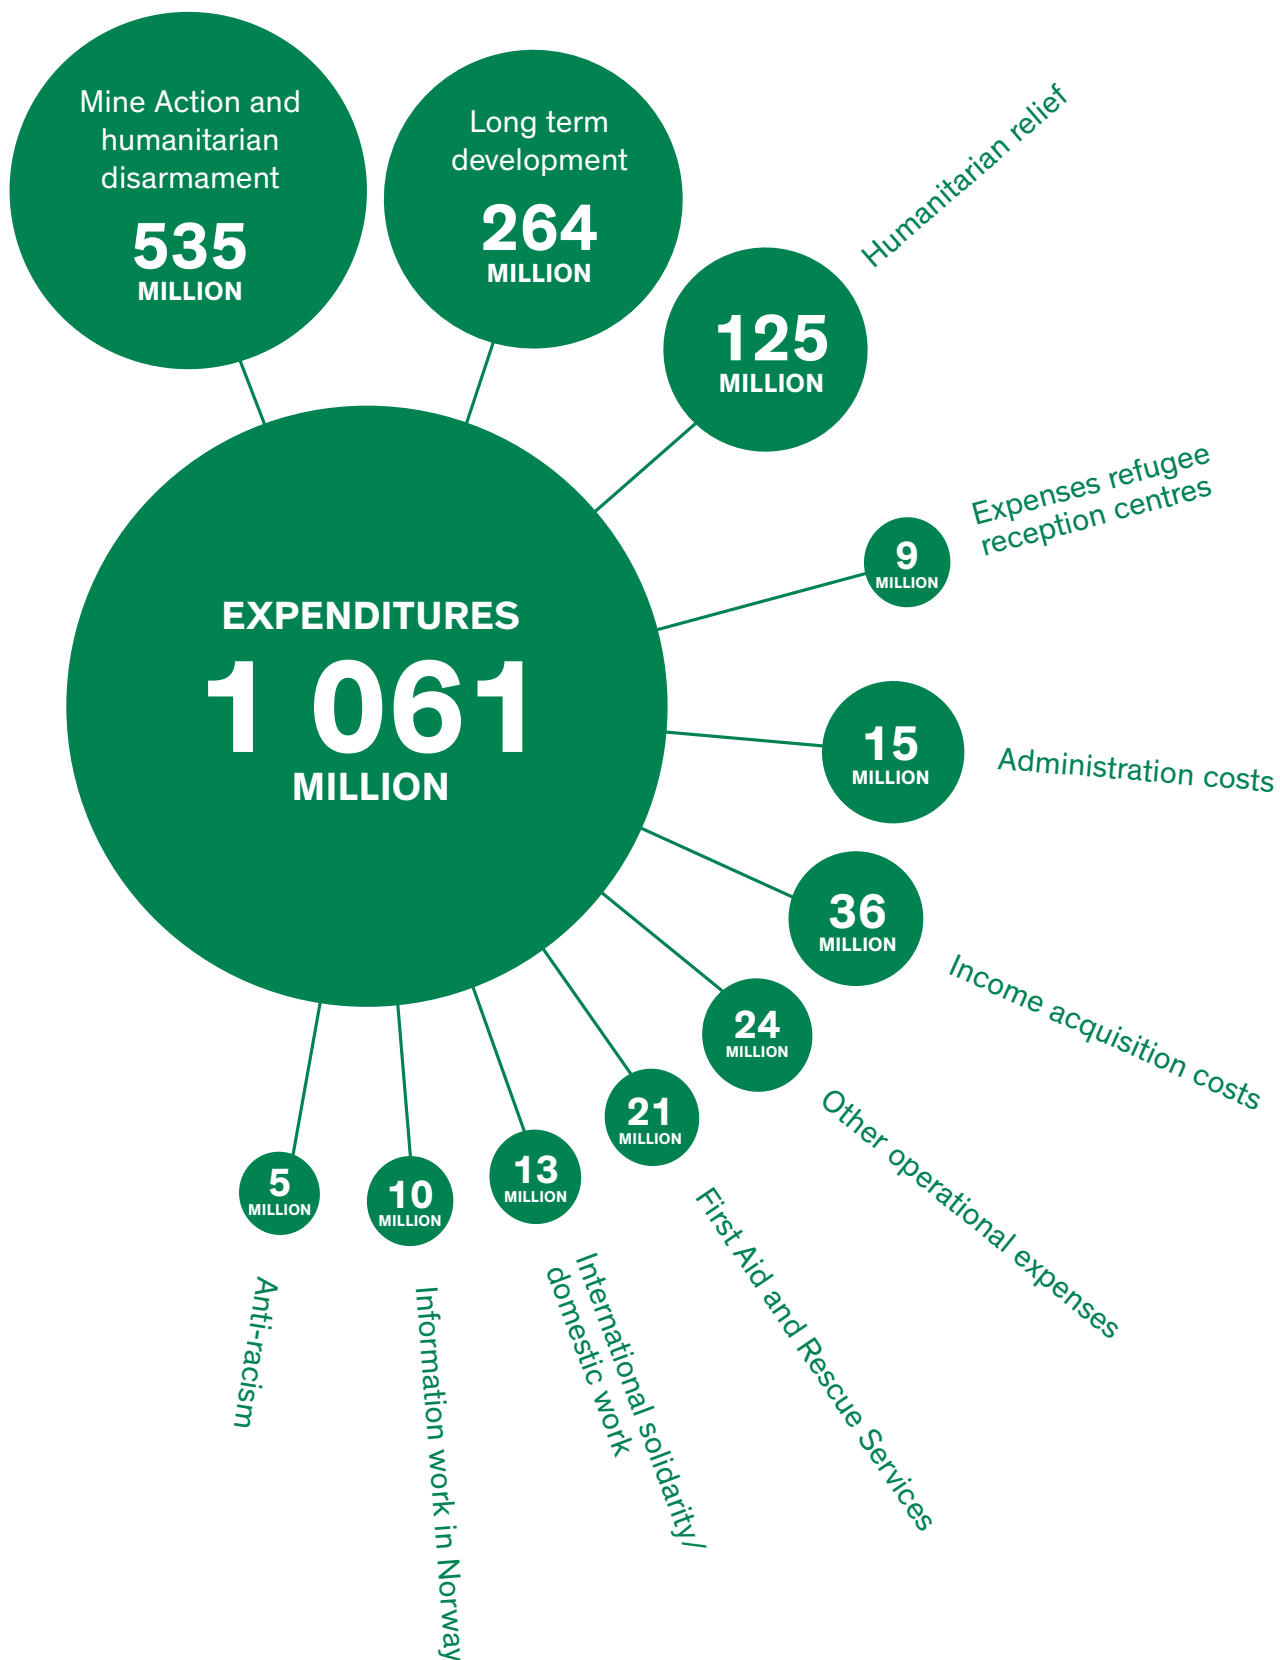 Mine Action and
humanitarian
disarmament
535
MILLION
Long term
development
264
MILLION
Humanitarian relief
125
MILLION
Expenses refugee
reception centres
9
MILLION
EXPENDITURES
1 061
MILLION
15
MILLION
Administration costs
36
MILLION
Income acquisition costs
24
MILLION
Other operational expenses
21
MILLION
First Aid and Rescue Services
13
MILLION
International solidarity/
domestic work
10
MILLION
Information work in Norway
5
MILLION
Anti-racism